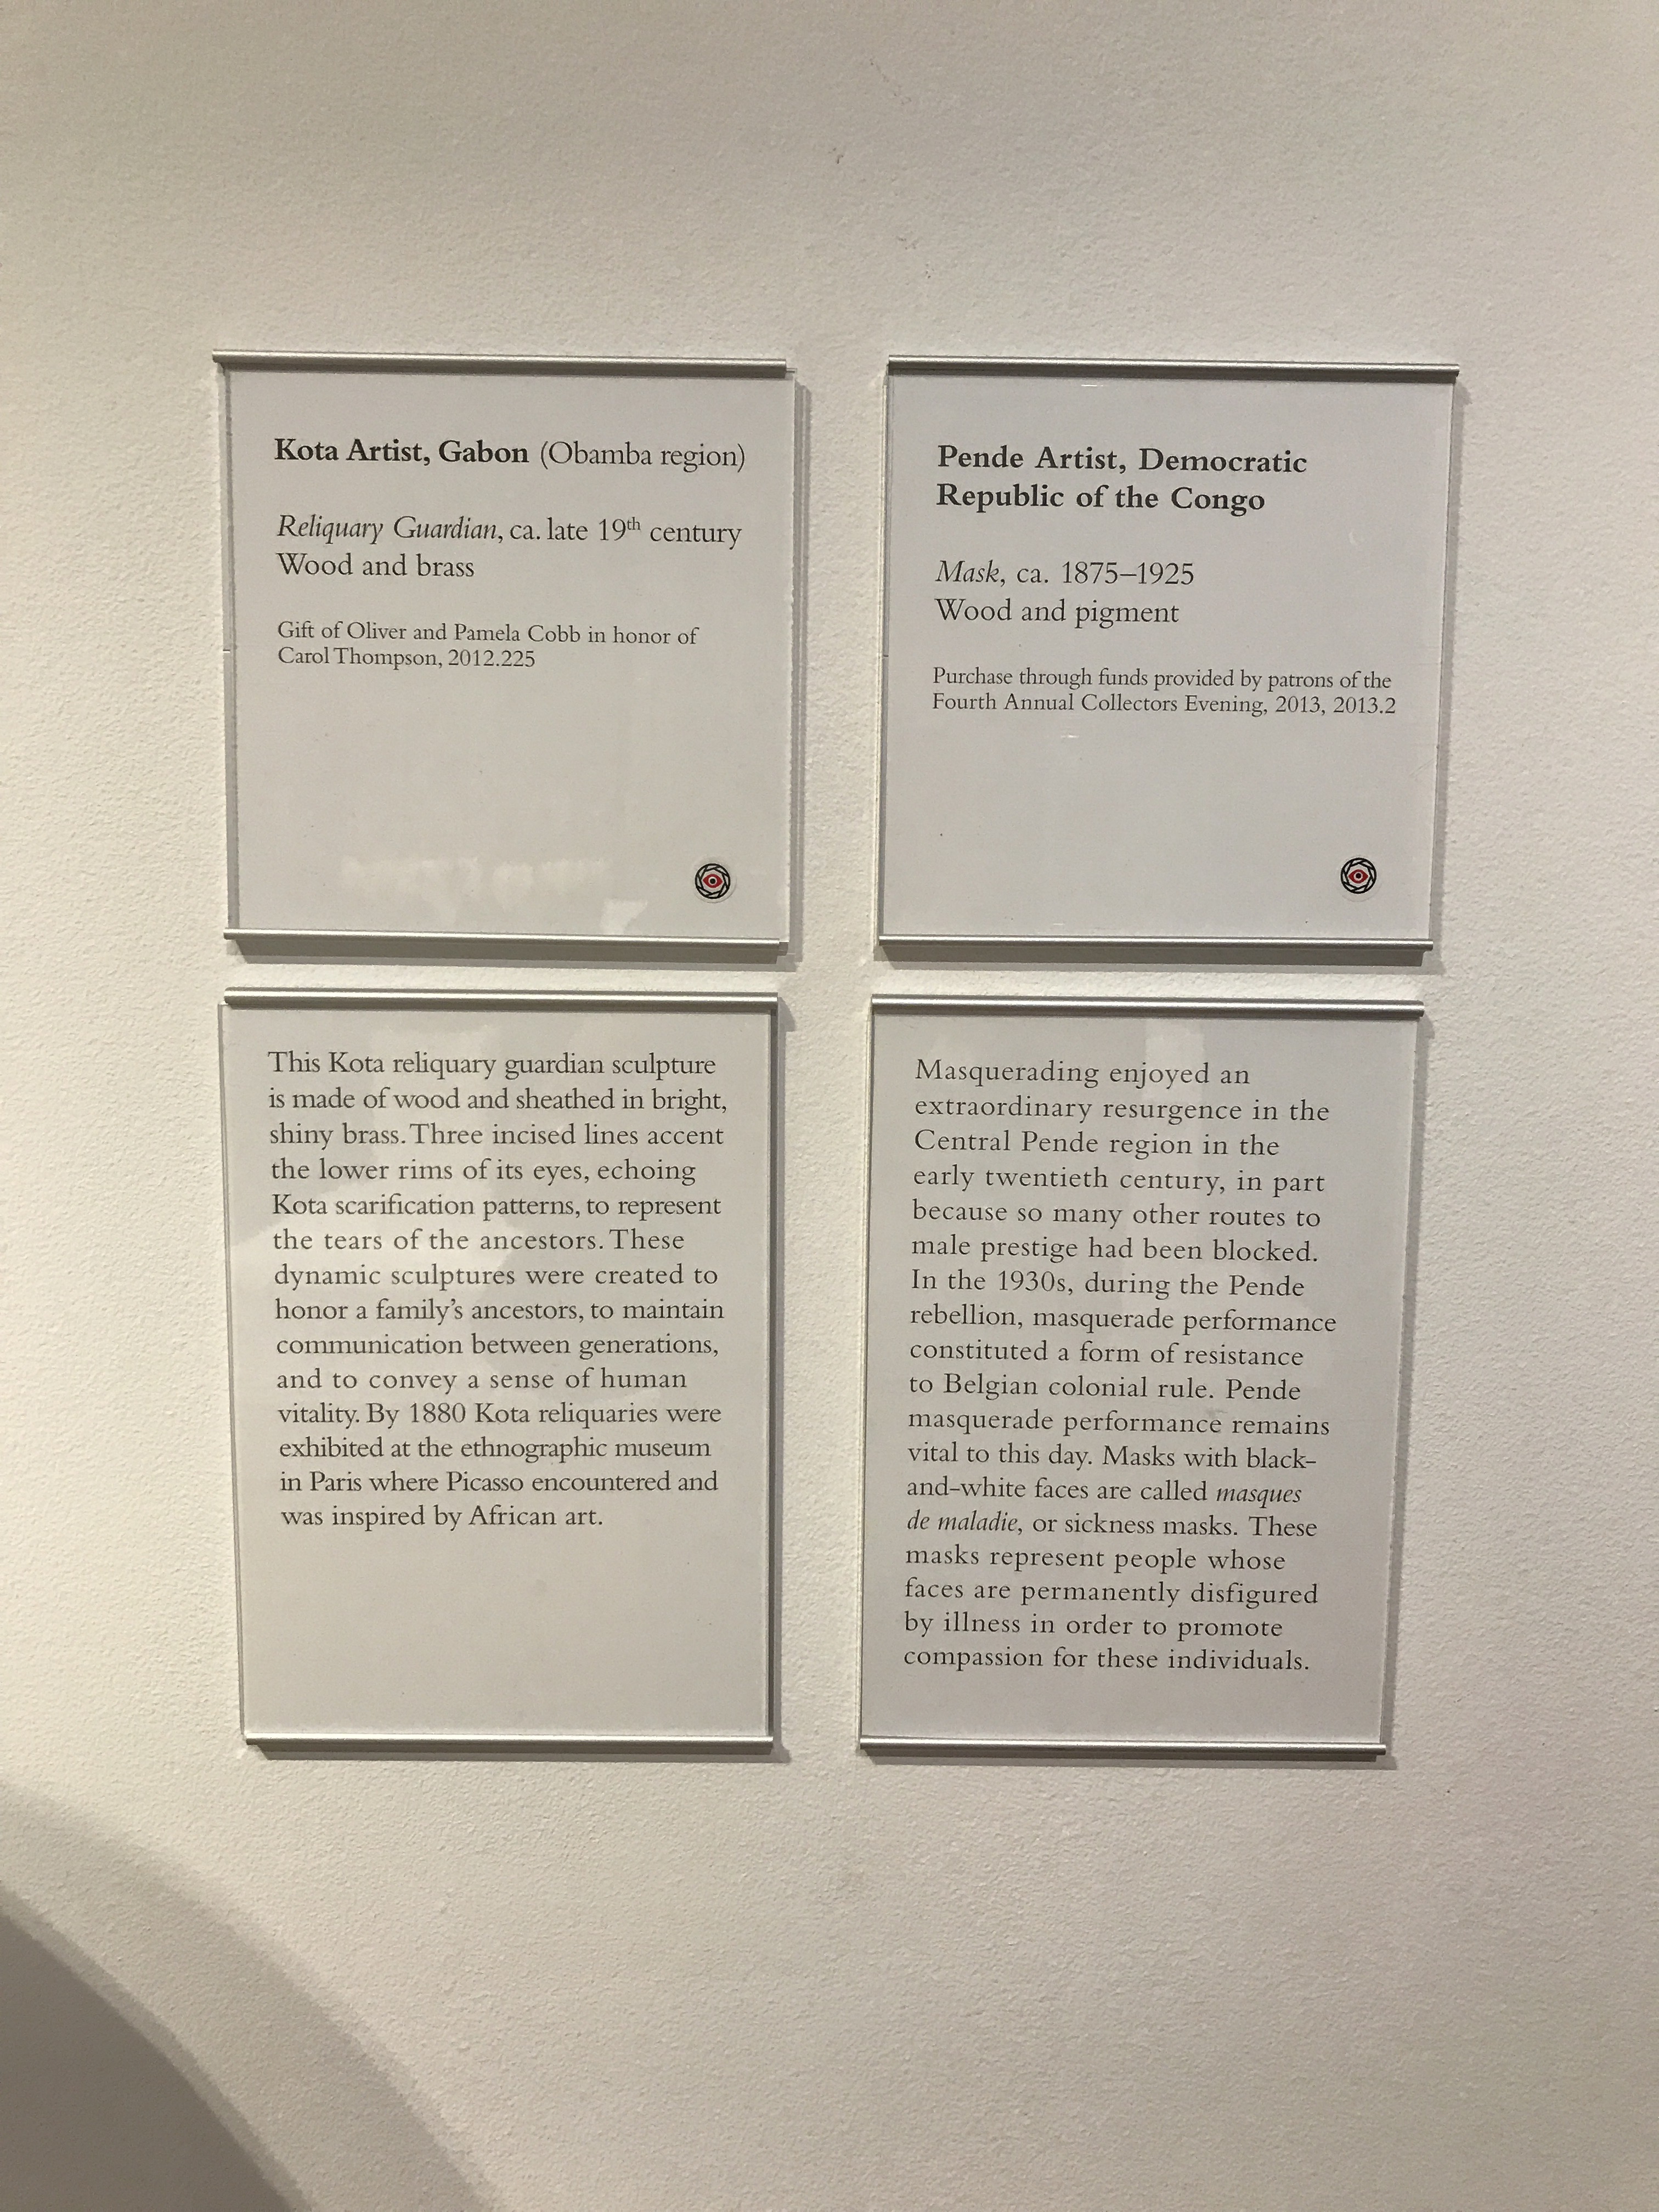 Kota Artist, Gabon (Obamba region)
Reliquary Guardian, ca. late 19th century
Wood and brass
Gift of Oliver and Pamela Cobb in honor of
Carol Thompson, 2012.225
This Kota reliquary guardian sculpture
is made of wood and sheathed in bright,
shiny brass. Three incised lines accent
the lower rims of its eyes, echoing
Kota scarification patterns, to represent
the tears of the ancestors. These
dynamic sculptures were created to
honor a family's ancestors, to maintain
communication between generations,
and to convey a sense of human
vitality. By 1880 Kota reliquaries were
exhibited at the ethnographic museum
in Paris where Picasso encountered and
was inspired by African art.
Pende Artist, Democratic
Republic of the Congo
Mask, ca. 1875–1925
Wood and pigment
Purchase through funds provided by patrons of the
Fourth Annual Collectors Evening, 2013, 2013.2
Masquerading enjoyed an
extraordinary resurgence in the
Central Pende region in the
early twentieth century, in part
because so many other routes to
male prestige had been blocked.
In the 1930s, during the Pende
rebellion, masquerade performance
constituted a form of resistance
to Belgian colonial rule. Pende
masquerade performance remains
vital to this day. Masks with black-
and-white faces are called masques
de maladie, or sickness masks. These
masks represent people whose
faces are permanently disfigured
by illness in order to promote
compassion for these individuals.